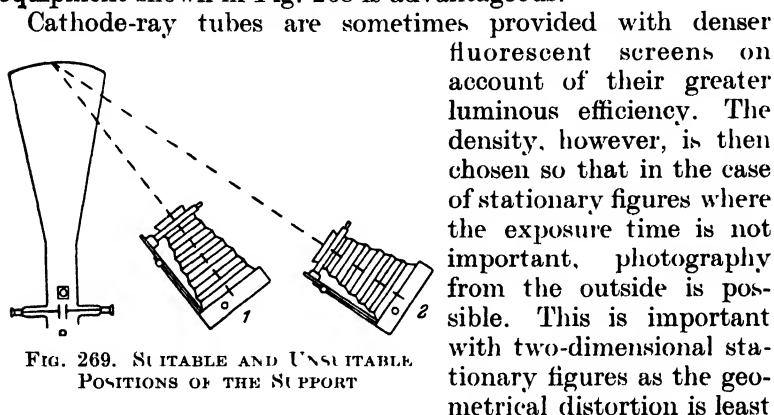 equipment shown in Fig. 268 is advantageous.
Cathode-ray tubes are sometimes provided with denser
fluorescent screens on
account of their greater
luminous efficiency. The
density, however, is then
chosen so that in the case
of stationary figures where
the exposure time is not
important, photography
from the outside is pos-
sible. This is important
with two-dimensional sta-
tionary figures as the geo-
metrical distortion is least
1
2
FIG. 269. SUITABLE AND UNSUITABLE
POSITIONS OF THE SUPPORT